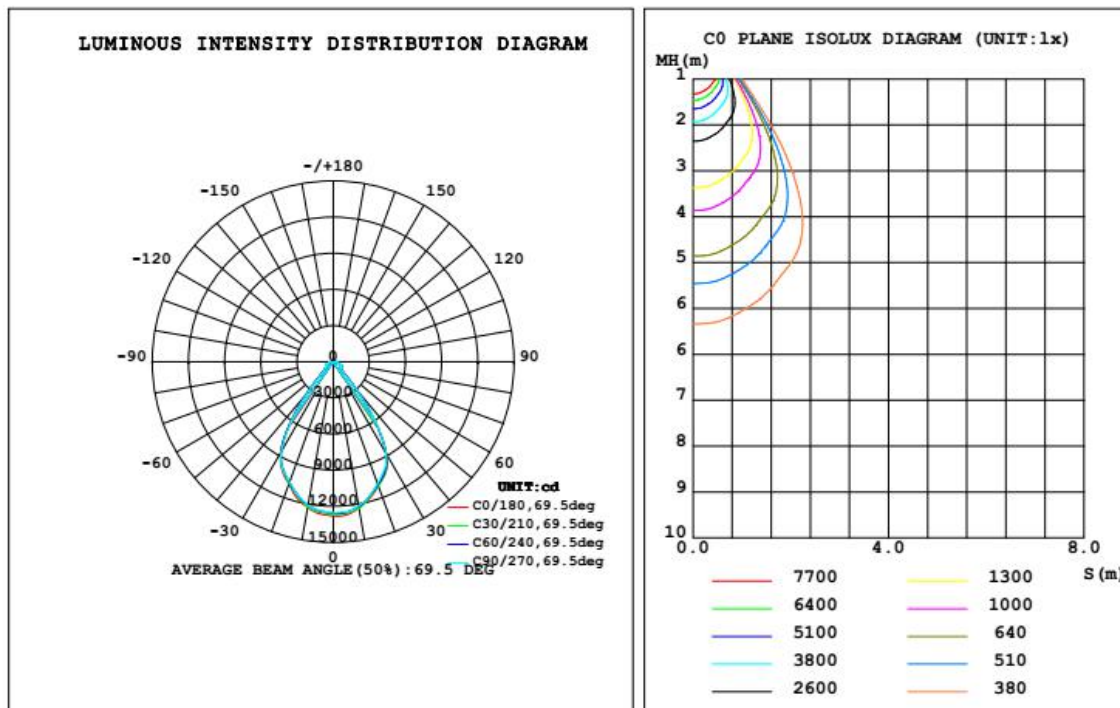 LUMINOUS INTENSITY DISTRIBUTION DIAGRAM
-/+180
-150 150
-120 120
-90 90
-60 60
-30 30
0
0
3000
6000
9000
12000
15000
UNIT:cd
C0/180,69.5deg
C30/210,69.5deg
C60/240,69.5deg
C90/270,69.5deg
AVERAGE BEAM ANGLE(50%):69.5 DEG
C0 PLANE ISOLUX DIAGRAM (UNIT:lx)
MH(m)
1
2
3
4
5
6
6
7
8
9
10
0.0 4.0 8.0
S(m)
7700 1300
6400 1000
5100 640
3800 510
2600 380